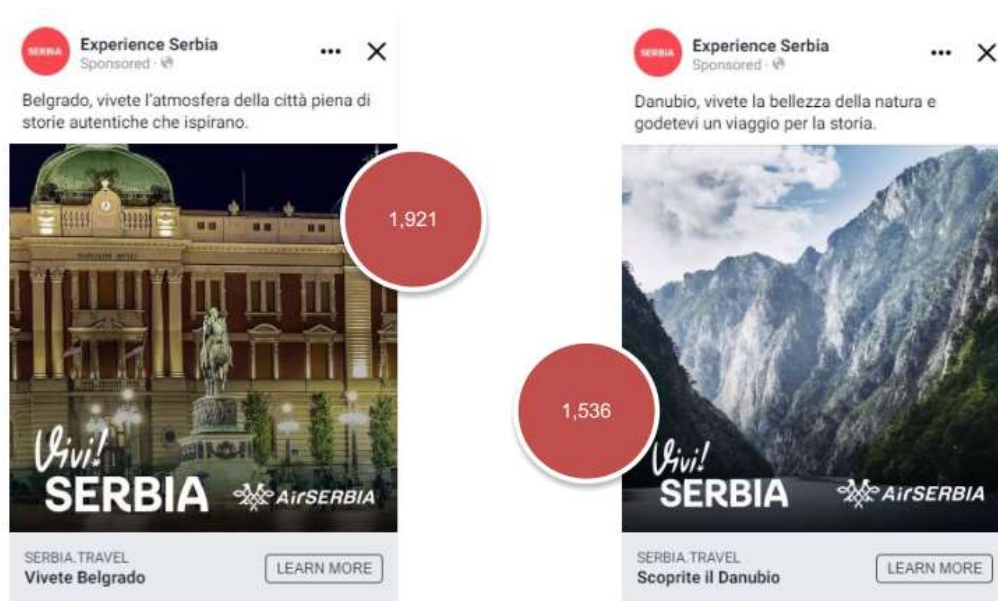 SERBIA
Experience Serbia
Sponsored ·
Belgrado, vivete l'atmosfera della città piena di
storie autentiche che ispirano.
1,921
Vivi!
SERBIA
AirSERBIA
SERBIA.TRAVEL
Vivete Belgrado
LEARN MORE
SERBIA
Experience Serbia
Sponsored ·
Danubio, vivete la bellezza della natura e
godetevi un viaggio per la storia.
1,536
Vivi!
SERBIA
AirSERBIA
SERBIA.TRAVEL
Scoprite il Danubio
LEARN MORE